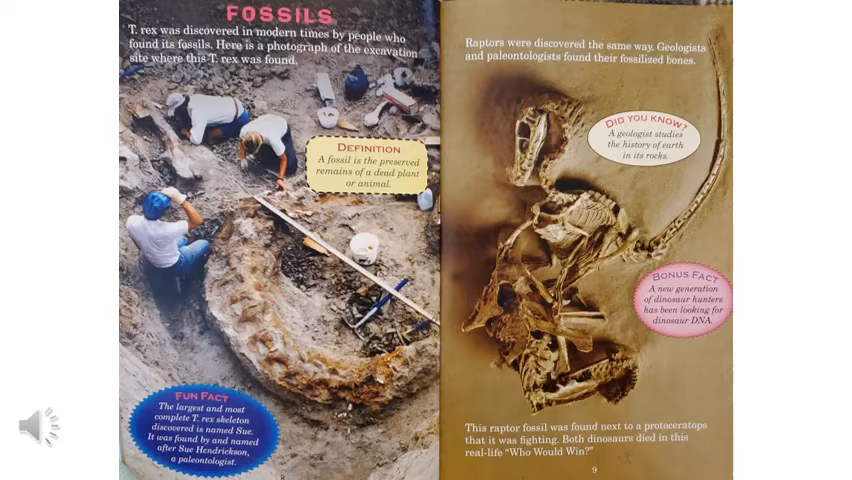 FOSSILS
T. rex was discovered in modern times by people who
found its fossils. Here is a photograph of the excavation
site where this T. rex was found.
DEFINITION
A fossil is the preserved
remains of a dead plant
or animal.
FUN FACT
The largest and most
complete T. rex skeleton
discovered is named Sue.
It was found by and named
after Sue Hendrickson,
a paleontologist.
8
Raptors were discovered the same way. Geologists
and paleontologists found their fossilized bones.
DID YOU KNOW?
A geologist studies
the history of earth
in its rocks.
BONUS FACT
A new generation
of dinosaur hunters
has been looking for
dinosaur DNA.
This raptor fossil was found next to a protoceratops
that it was fighting. Both dinosaurs died in this
real-life "Who Would Win?"
9